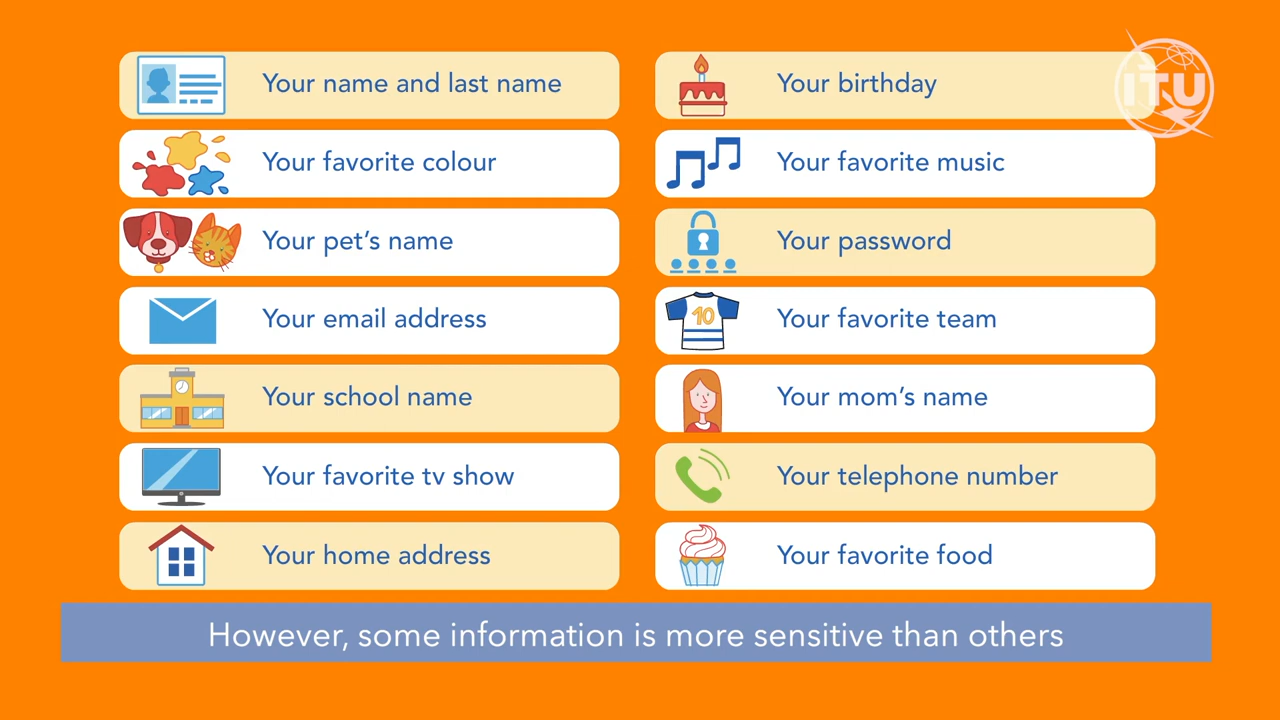 Your name and last name
Your birthday
ITU
Your favorite colour
Your favorite music
Your pet's name
Your password
Your email address
Your favorite team
10
Your school name
Your mom's name
Your favorite tv show
Your telephone number
Your home address
Your favorite food
However, some information is more sensitive than others